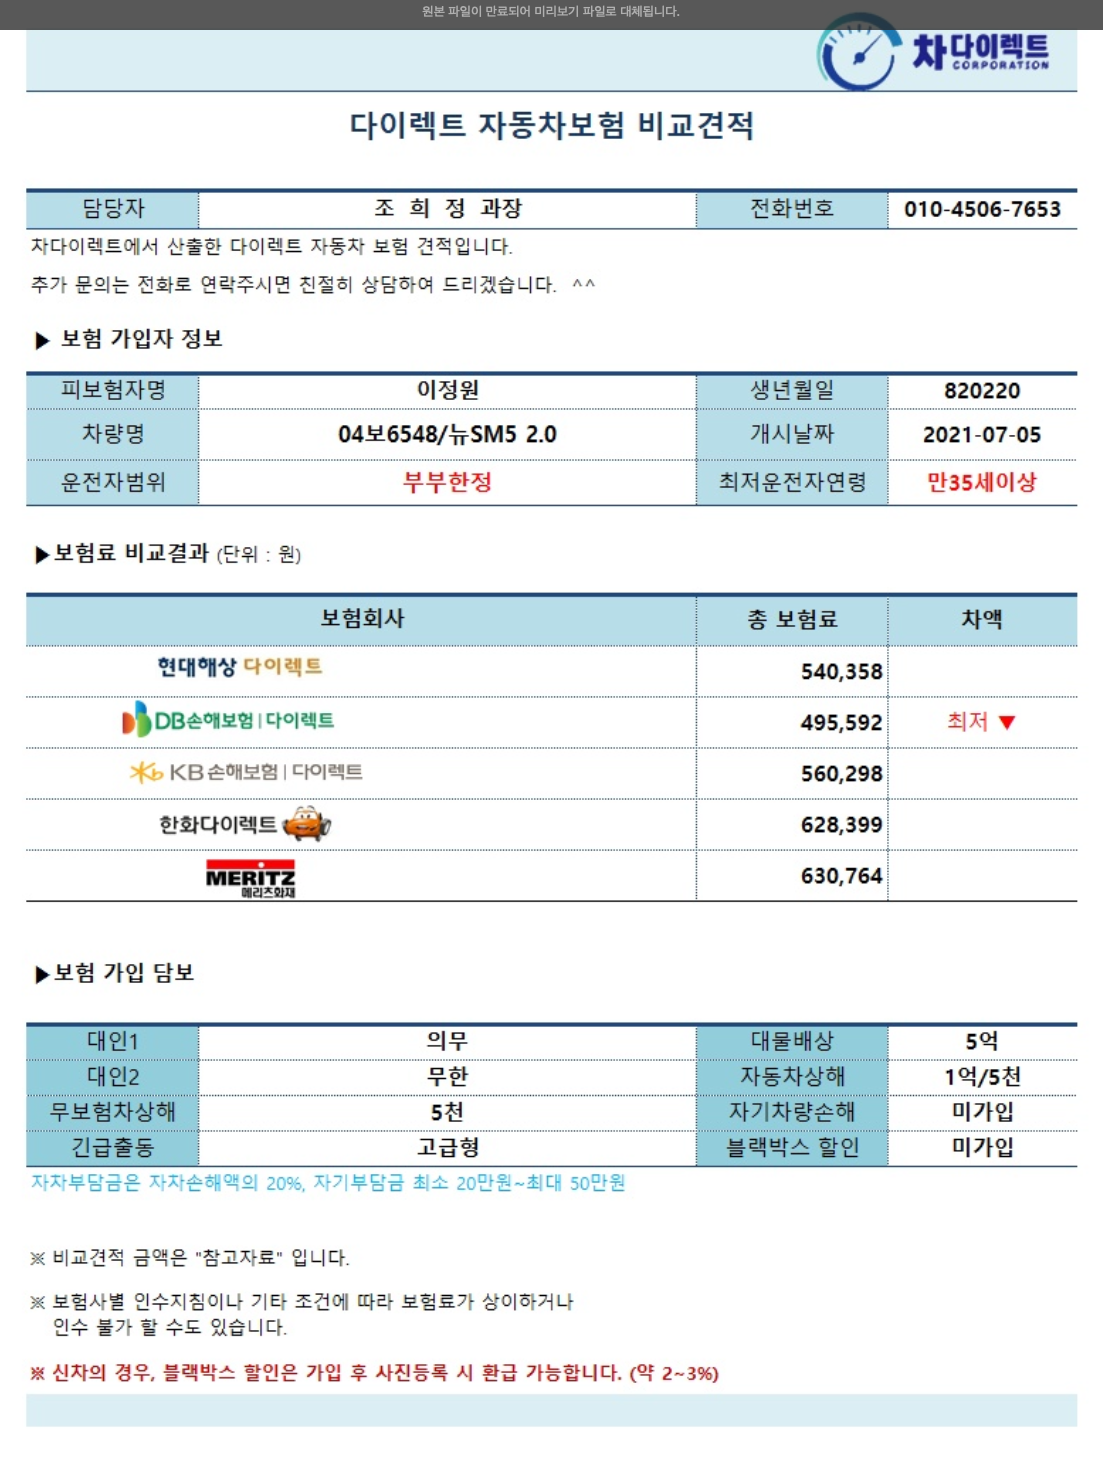 원본 파일이 만료되어 미리보기 파일로 대체됩니다.
차다이렉트
CORPORATION
다이렉트 자동차보험 비교견적
담당자 조 희 정 과장 전화번호 010-4506-7653
차다이렉트에서 산출한 다이렉트 자동차 보험 견적입니다.
추가 문의는 전화로 연락주시면 친절히 상담하여 드리겠습니다. ^^
▶ 보험 가입자 정보
피보험자명 이정원 생년월일 820220
차량명 04보6548/뉴SM5 2.0 개시날짜 2021-07-05
운전자범위 부부한정 최저운전자연령 만35세이상
▶보험료 비교결과 (단위 : 원)
보험회사 총 보험료 차액
현대해상 다이렉트 540,358
DB손해보험 | 다이렉트 495,592 최저 ▼
KB손해보험 | 다이렉트 560,298
한화다이렉트 628,399
MERITZ 메리츠화재 630,764
▶보험 가입 담보
대인1 의무 대물배상 5억
대인2 무한 자동차상해 1억/5천
무보험차상해 5천 자기차량손해 미가입
긴급출동 고급형 블랙박스 할인 미가입
자차부담금은 자차손해액의 20%, 자기부담금 최소 20만원~최대 50만원
※ 비교견적 금액은 "참고자료" 입니다.
※ 보험사별 인수지침이나 기타 조건에 따라 보험료가 상이하거나
인수 불가 할 수도 있습니다.
※ 신차의 경우, 블랙박스 할인은 가입 후 사진등록 시 환급 가능합니다. (약 2~3%)